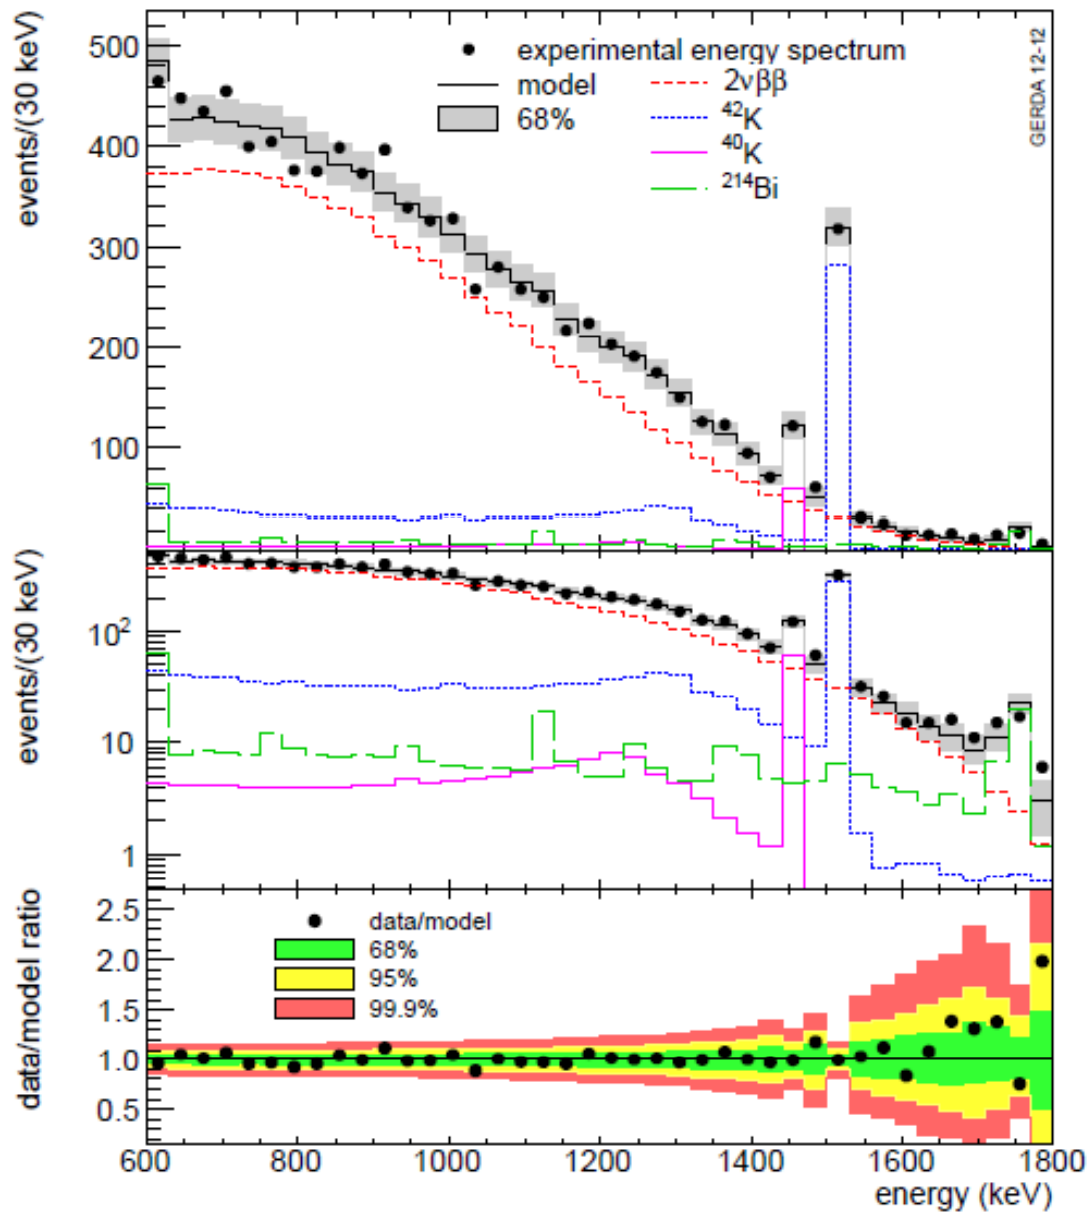 events/(30 keV)
500
400
300
200
100
experimental energy spectrum
model
68%
2νββ
⁴²K
⁴⁰K
²¹⁴Bi
GERDA 12-12
events/(30 keV)
10²
10
1
data/model ratio
2.5
2.0
1.5
1.0
0.5
data/model
68%
95%
99.9%
600 800 1000 1200 1400 1600 1800
energy (keV)